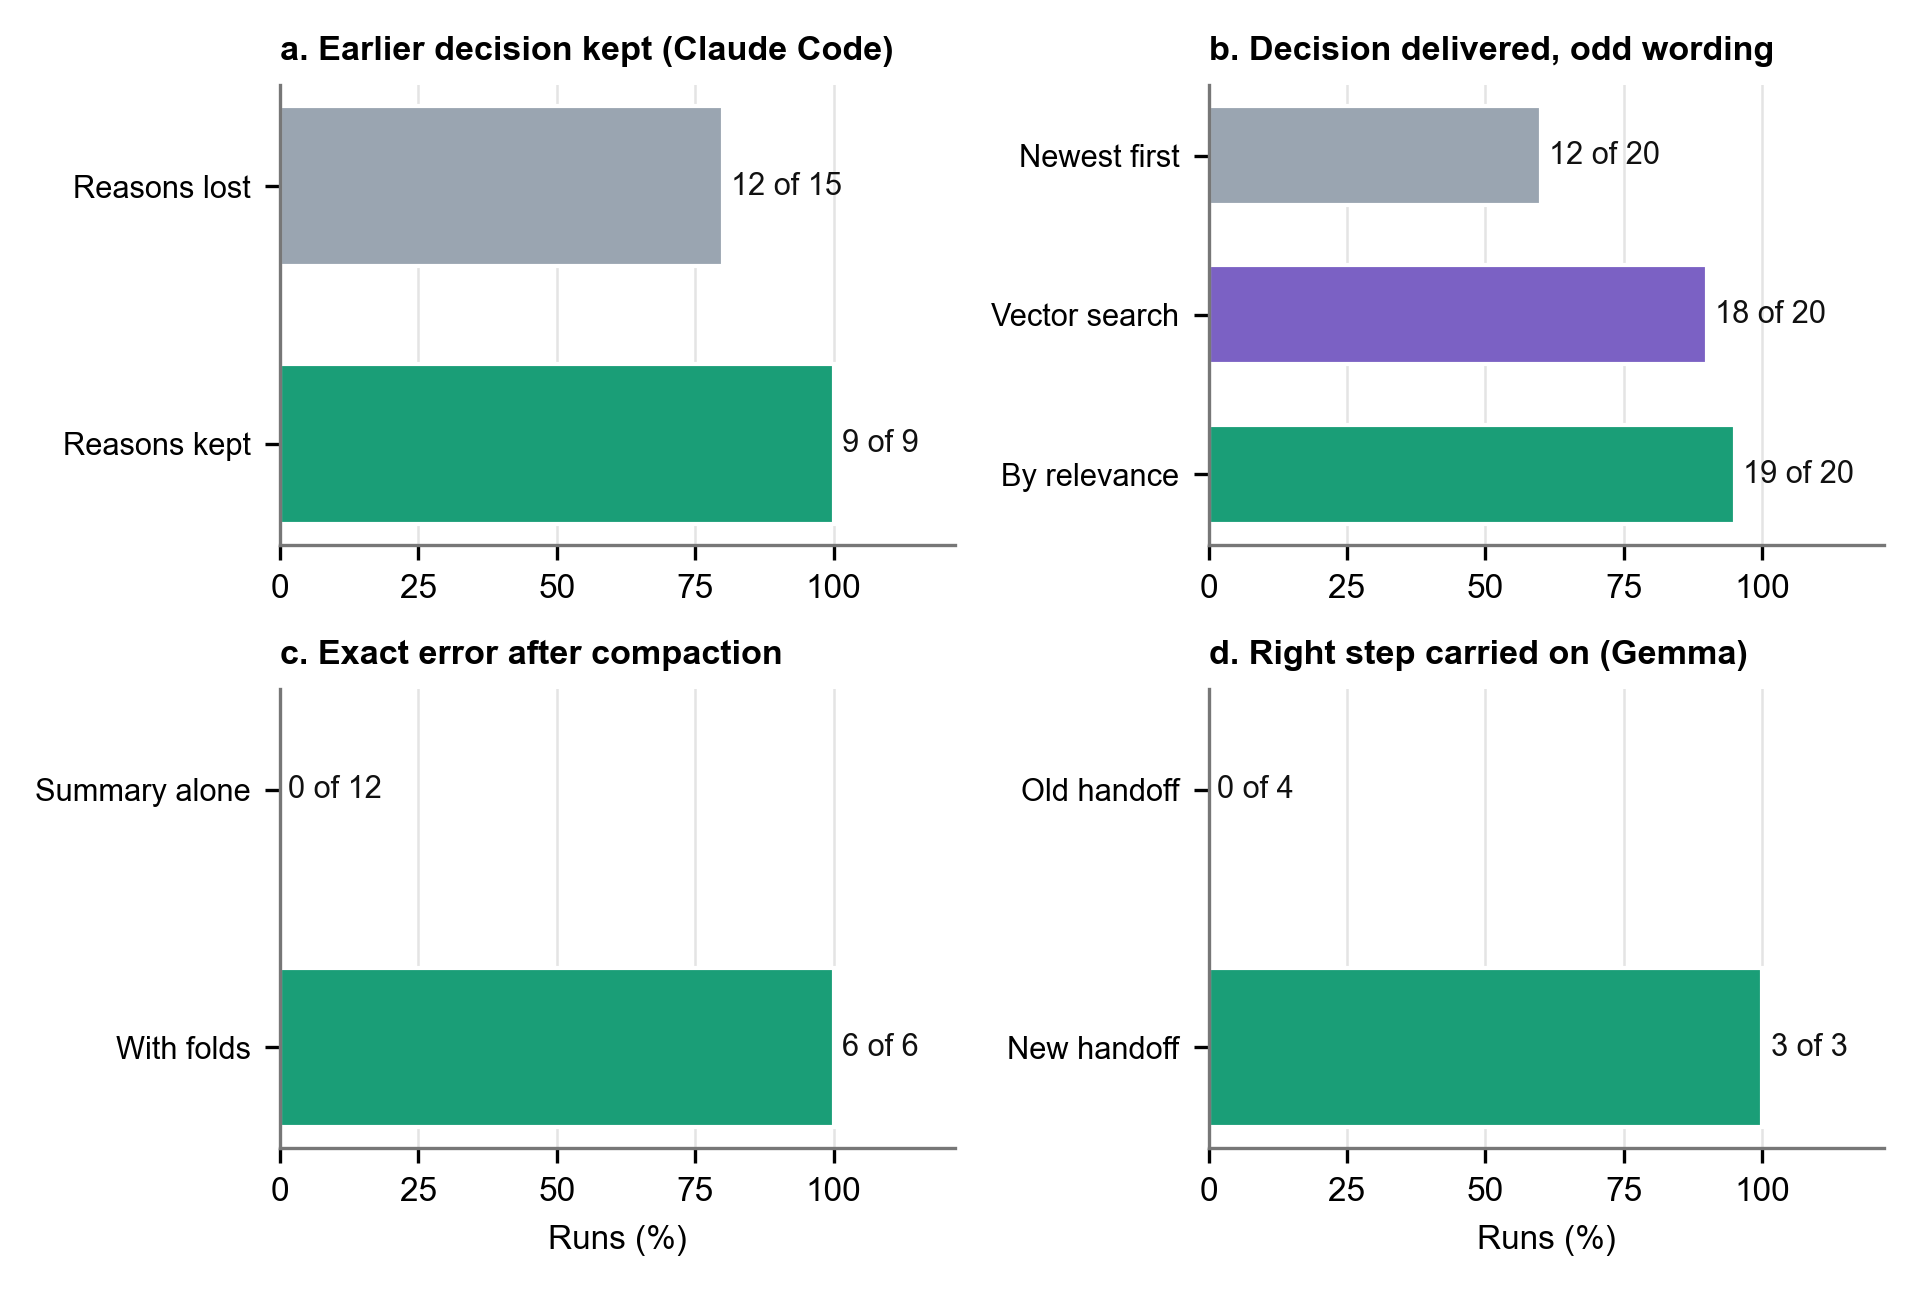 a. Earlier decision kept (Claude Code)
Reasons lost
12 of 15
Reasons kept
9 of 9
0 25 50 75 100
b. Decision delivered, odd wording
Newest first
12 of 20
Vector search
18 of 20
By relevance
19 of 20
0 25 50 75 100
c. Exact error after compaction
Summary alone
0 of 12
With folds
6 of 6
0 25 50 75 100
Runs (%)
d. Right step carried on (Gemma)
Old handoff
0 of 4
New handoff
3 of 3
0 25 50 75 100
Runs (%)